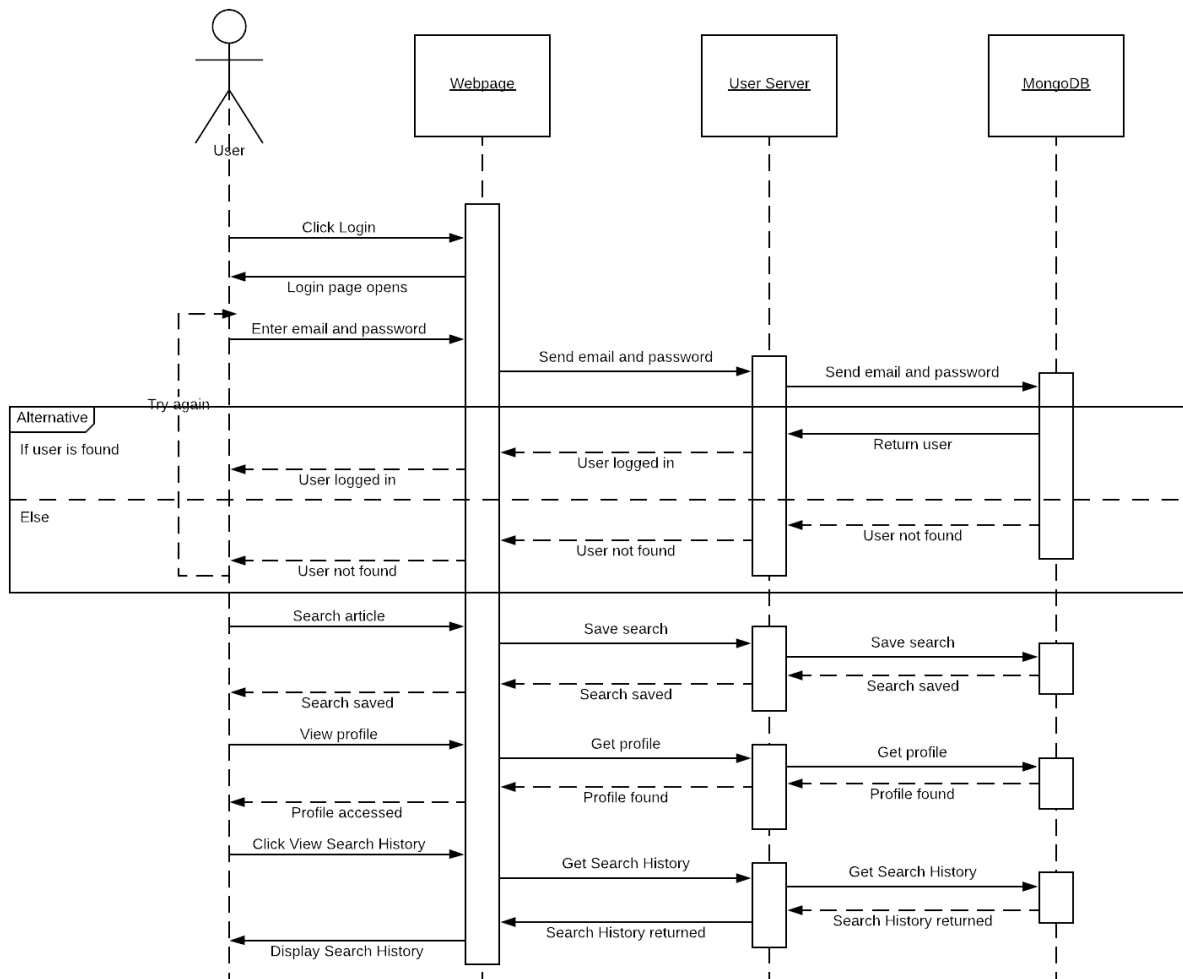 Webpage
User Server
MongoDB
User
Click Login
Login page opens
Enter email and password
Send email and password
Send email and password
Try again
Alternative
If user is found
Return user
User logged in
User logged in
Else
User not found
User not found
User not found
Search article
Save search
Save search
Search saved
Search saved
Search saved
View profile
Get profile
Get profile
Profile found
Profile found
Profile accessed
Click View Search History
Get Search History
Get Search History
Search History returned
Search History returned
Display Search History